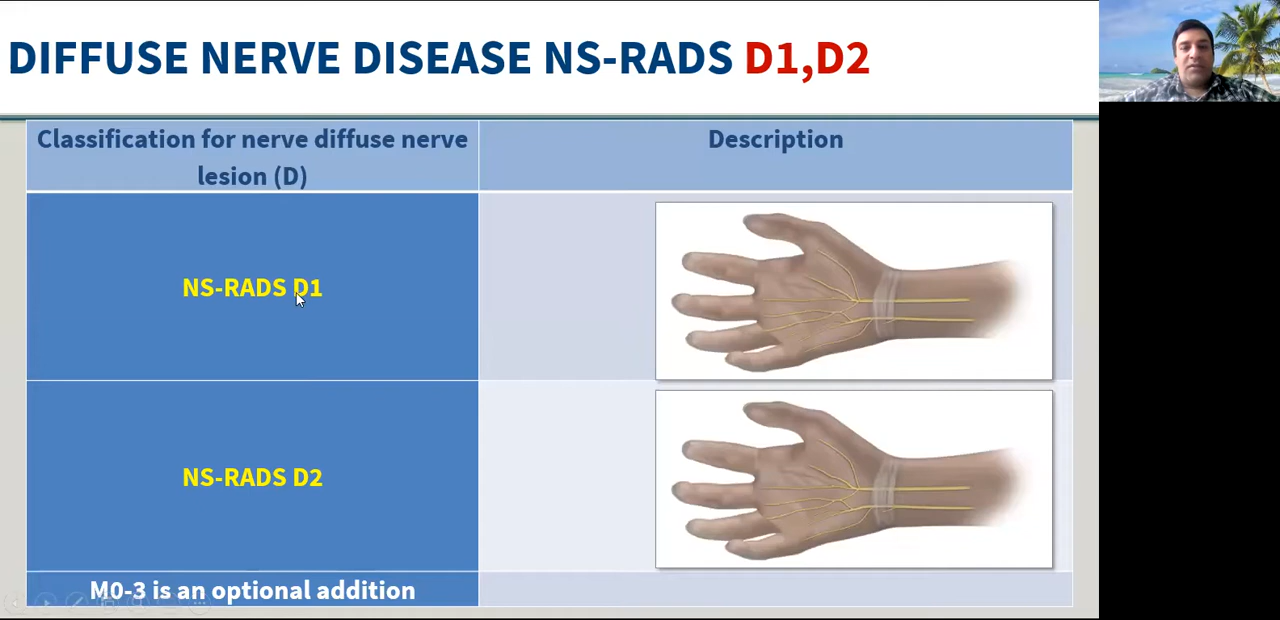 DIFFUSE NERVE DISEASE NS-RADS D1,D2
Classification for nerve diffuse nerve
lesion (D)
Description
NS-RADS D1
NS-RADS D2
M0-3 is an optional addition